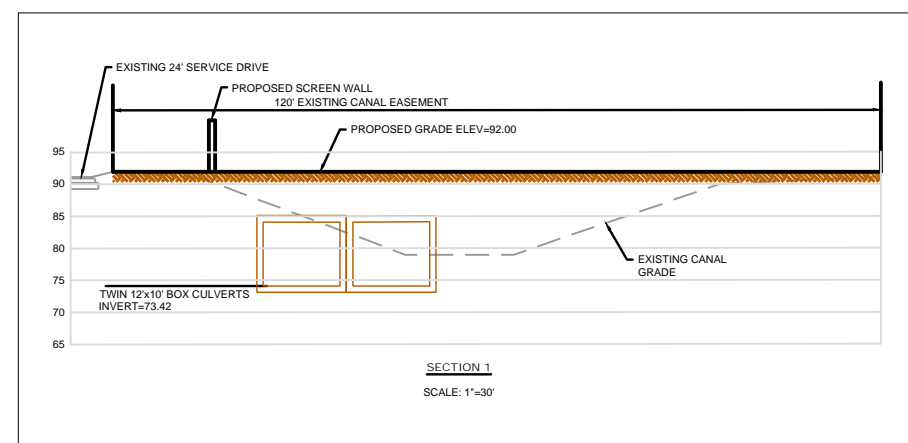 EXISTING 24' SERVICE DRIVE
PROPOSED SCREEN WALL
120' EXISTING CANAL EASEMENT
PROPOSED GRADE ELEV=92.00
95
90
85
80
75
70
65
EXISTING CANAL
GRADE
TWIN 12'x10' BOX CULVERTS
INVERT=73.42
SECTION 1
SCALE: 1"=30'